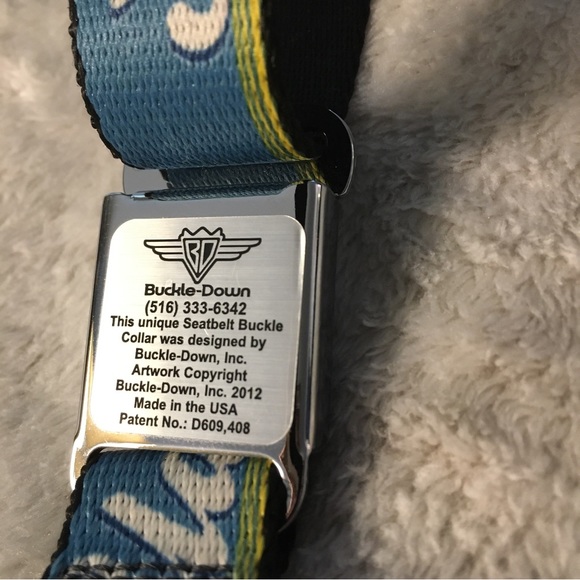 BD
Buckle-Down
(516) 333-6342
This unique Seatbelt Buckle
Collar was designed by
Buckle-Down, Inc.
Artwork Copyright
Buckle-Down, Inc. 2012
Made in the USA
Patent No.: D609,408